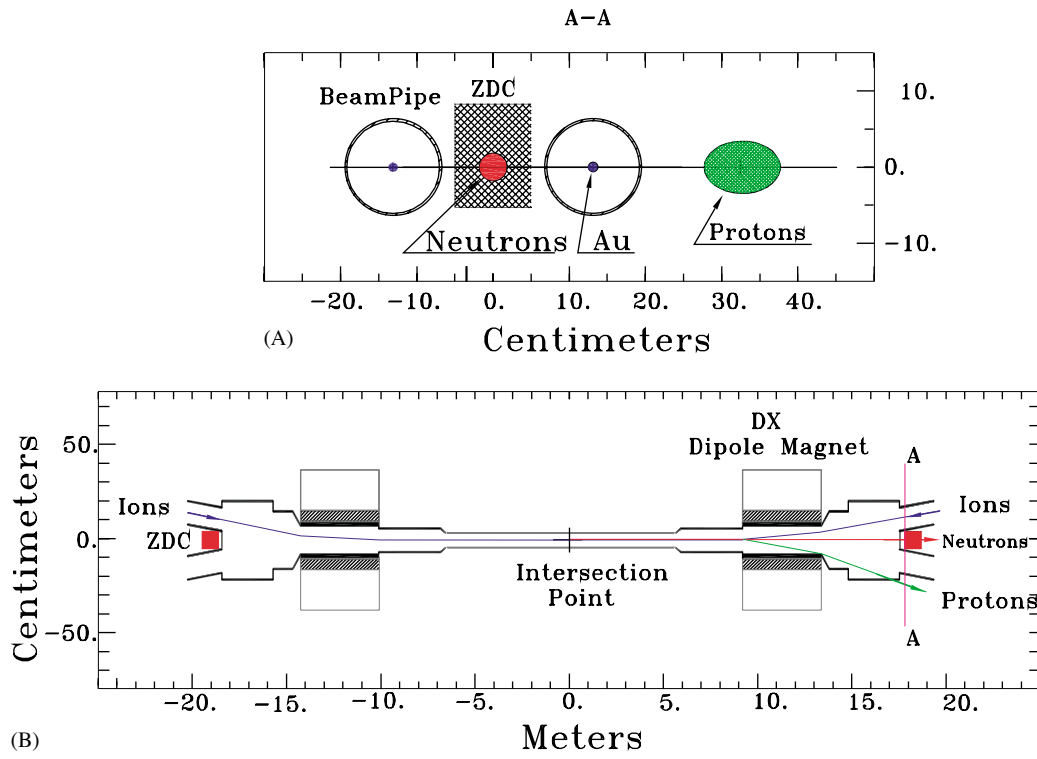 A-A
BeamPipe
ZDC
10.
0.
-10.
Neutrons
Au
Protons
-20.
-10.
0.
10.
20.
30.
40.
(A)
Centimeters
50.
0.
-50.
Centimeters
DX
Dipole Magnet
A
Ions
Ions
ZDC
Neutrons
Intersection
Point
Protons
A
-20.
-15.
-10.
-5.
0.
5.
10.
15.
20.
(B)
Meters